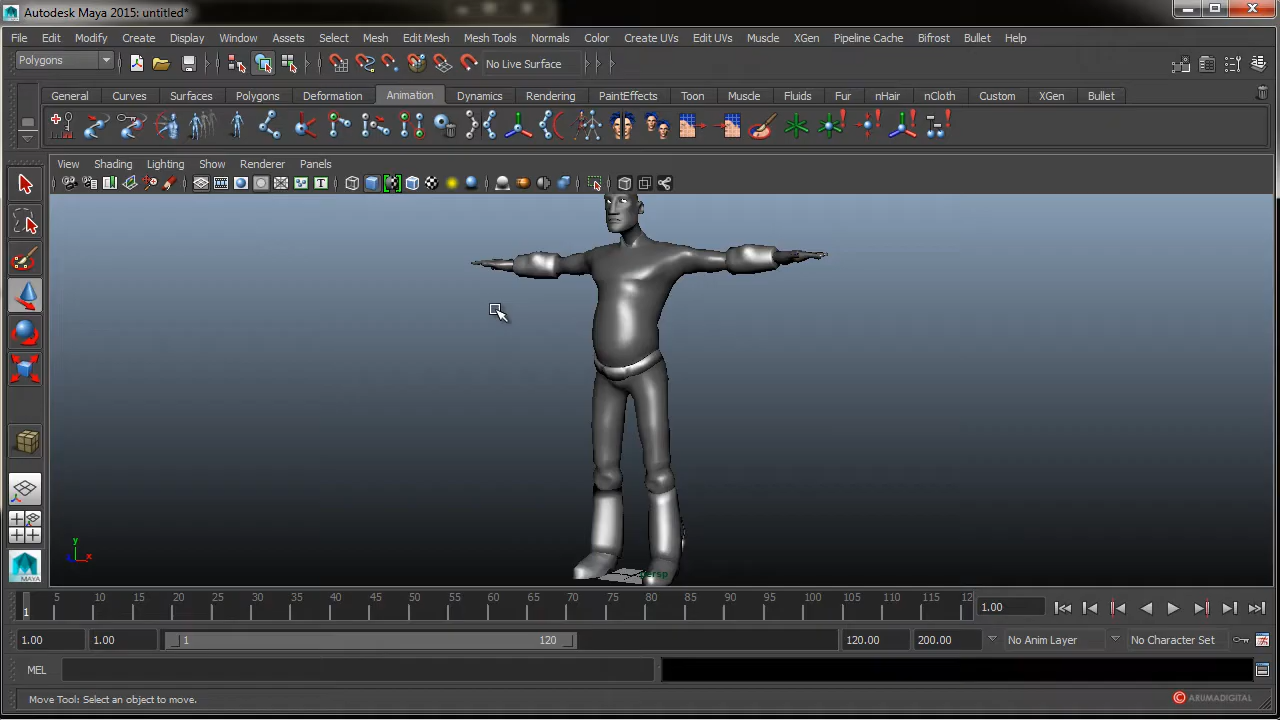 Autodesk Maya 2015: untitled*
File Edit Modify Create Display Window Assets Select Mesh Edit Mesh Mesh Tools Normals Color Create UVs Edit UVs Muscle XGen Pipeline Cache Bifrost Bullet Help
Polygons No Live Surface
General Curves Surfaces Polygons Deformation Animation Dynamics Rendering PaintEffects Toon Muscle Fluids Fur nHair nCloth Custom XGen Bullet
View Shading Lighting Show Renderer Panels
T
y
x
persp
MAYA
1 5 10 15 20 25 30 35 40 45 50 55 60 65 70 75 80 85 90 95 100 105 110 115 12 1.00
1.00 1.00 1 120 120.00 200.00 No Anim Layer No Character Set
MEL
Move Tool: Select an object to move.
© ARUMADIGITAL